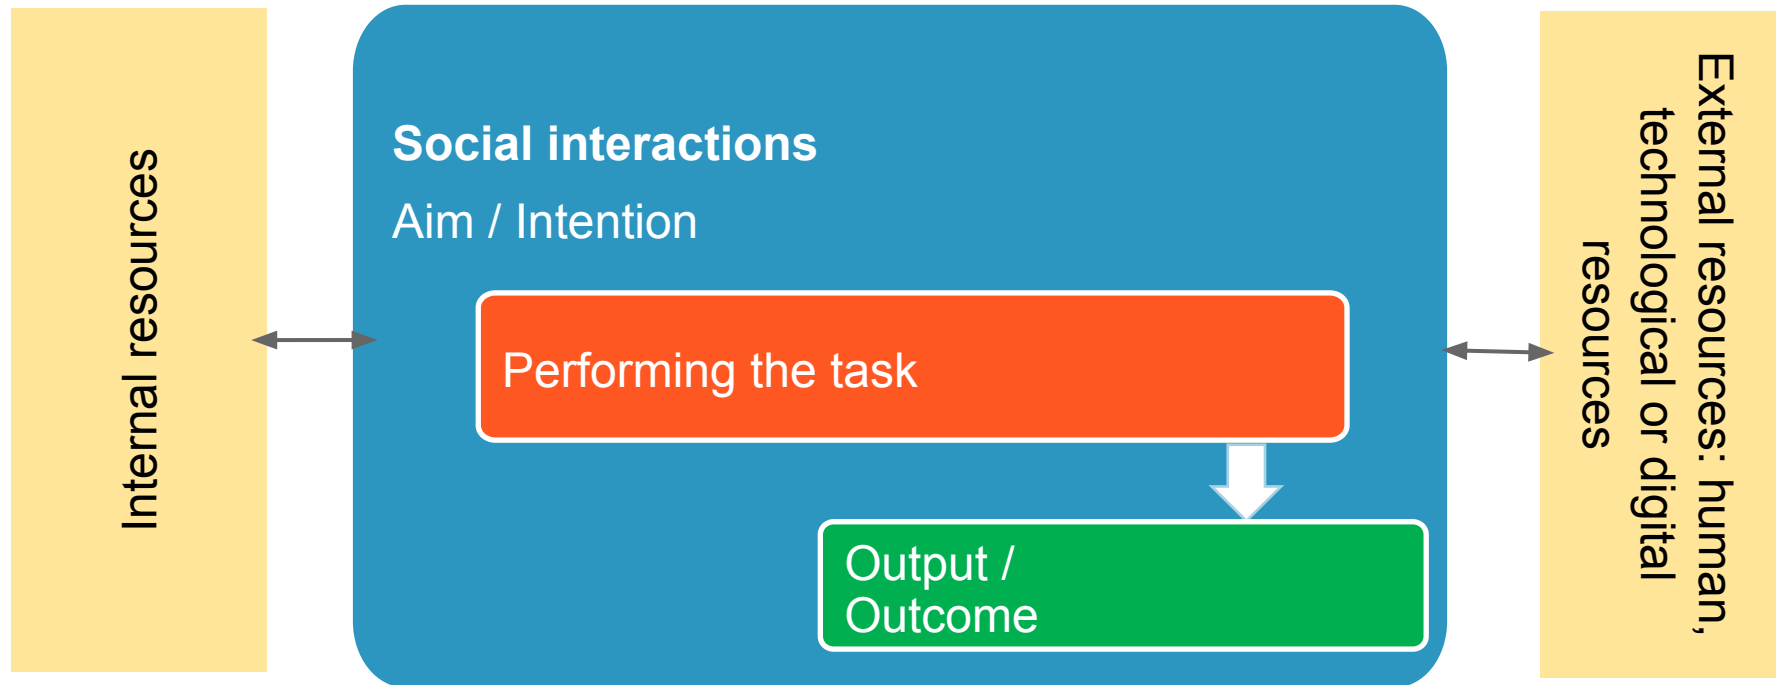 Internal resources
Social interactions
Aim / Intention
Performing the task
Output /
Outcome
External resources: human,
technological or digital
resources